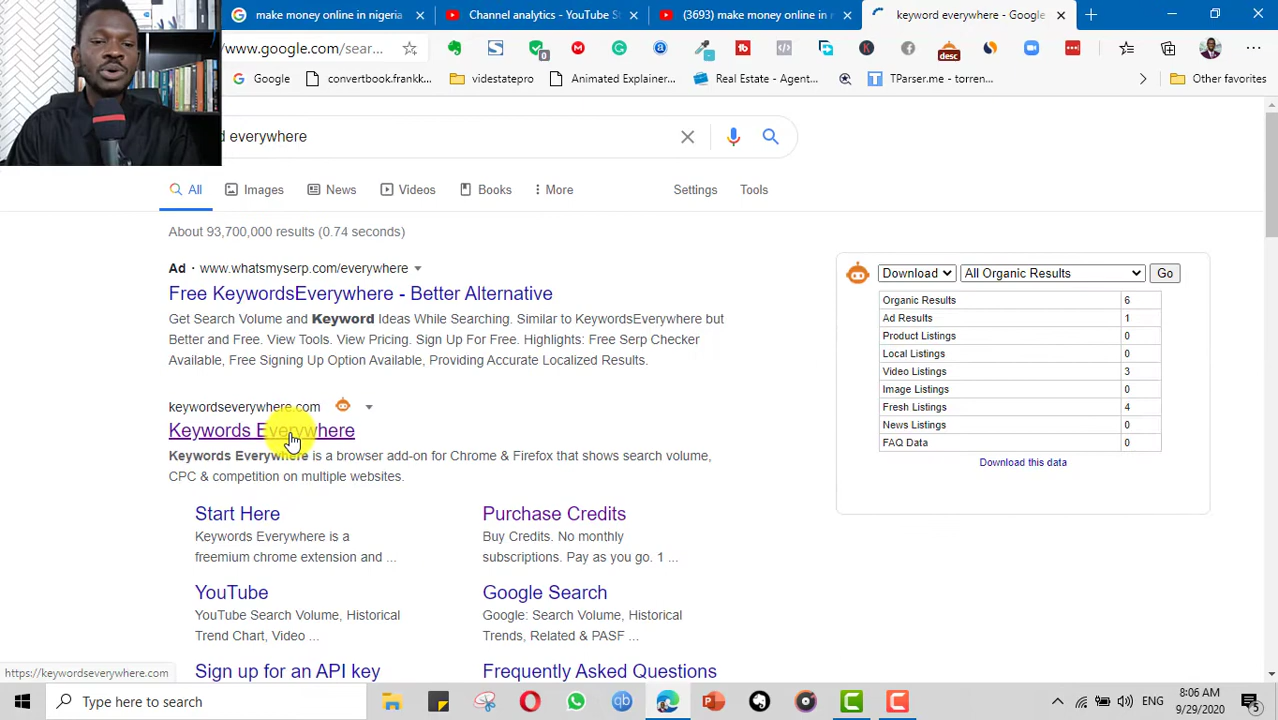 make money online in nigeria
Channel analytics - YouTube S
(3693) make money online in n
keyword everywhere - Google
/www.google.com/sear...
0
desc
Google
convertbook.frankk...
videstatepro
Animated Explainer...
Real Estate - Agent...
TParser.me - torren...
Other favorites
d everywhere
All
Images
News
Videos
Books
More
Settings
Tools
About 93,700,000 results (0.74 seconds)
Ad · www.whatsmyserp.com/everywhere
Free KeywordsEverywhere - Better Alternative
Get Search Volume and Keyword Ideas While Searching. Similar to KeywordsEverywhere but
Better and Free. View Tools. View Pricing. Sign Up For Free. Highlights: Free Serp Checker
Available, Free Signing Up Option Available, Providing Accurate Localized Results.
keywordseverywhere.com
Keywords Everywhere
Keywords Everywhere is a browser add-on for Chrome & Firefox that shows search volume,
CPC & competition on multiple websites.
Start Here
Keywords Everywhere is a
freemium chrome extension and ...
Purchase Credits
Buy Credits. No monthly
subscriptions. Pay as you go. 1 ...
YouTube
YouTube Search Volume, Historical
Trend Chart, Video ...
Google Search
Google: Search Volume, Historical
Trends, Related & PASF ...
Sign up for an API key
Frequently Asked Questions
Download
All Organic Results
Go
Organic Results 6
Ad Results 1
Product Listings 0
Local Listings 0
Video Listings 3
Image Listings 0
Fresh Listings 4
News Listings 0
FAQ Data 0
Download this data
https://keywordseverywhere.com
Type here to search
ENG
8:06 AM
9/29/2020
5